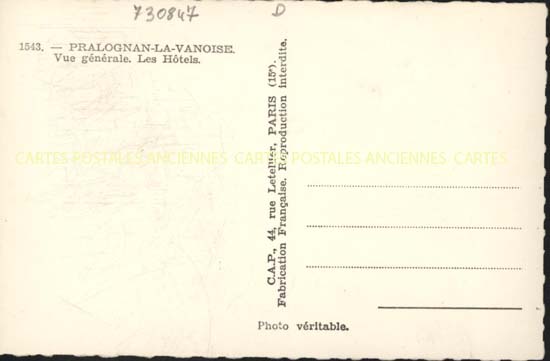 730847
D
1543. — PRALOGNAN-LA-VANOISE.
Vue générale. Les Hôtels.
C.A.P., 44, rue Letellier, PARIS (15e).
Fabrication Française. Reproduction interdite.
CARTES POSTALES ANCIENNES CARTES POSTALES ANCIENNES CARTES
Photo véritable.